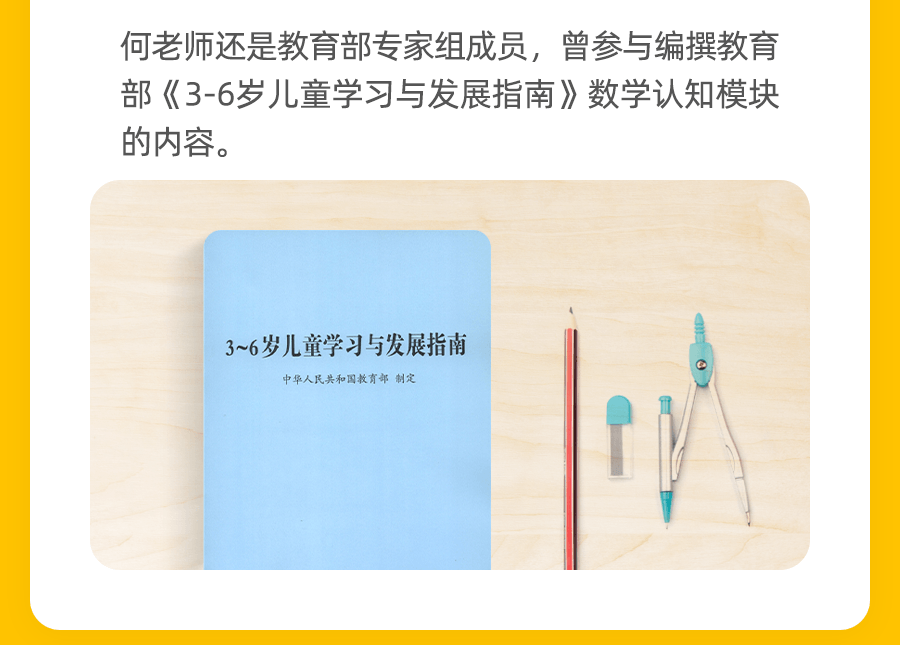 何老师还是教育部专家组成员，曾参与编撰教育
部《3-6岁儿童学习与发展指南》数学认知模块
的内容。
3~6岁儿童学习与发展指南
中华人民共和国教育部 制定